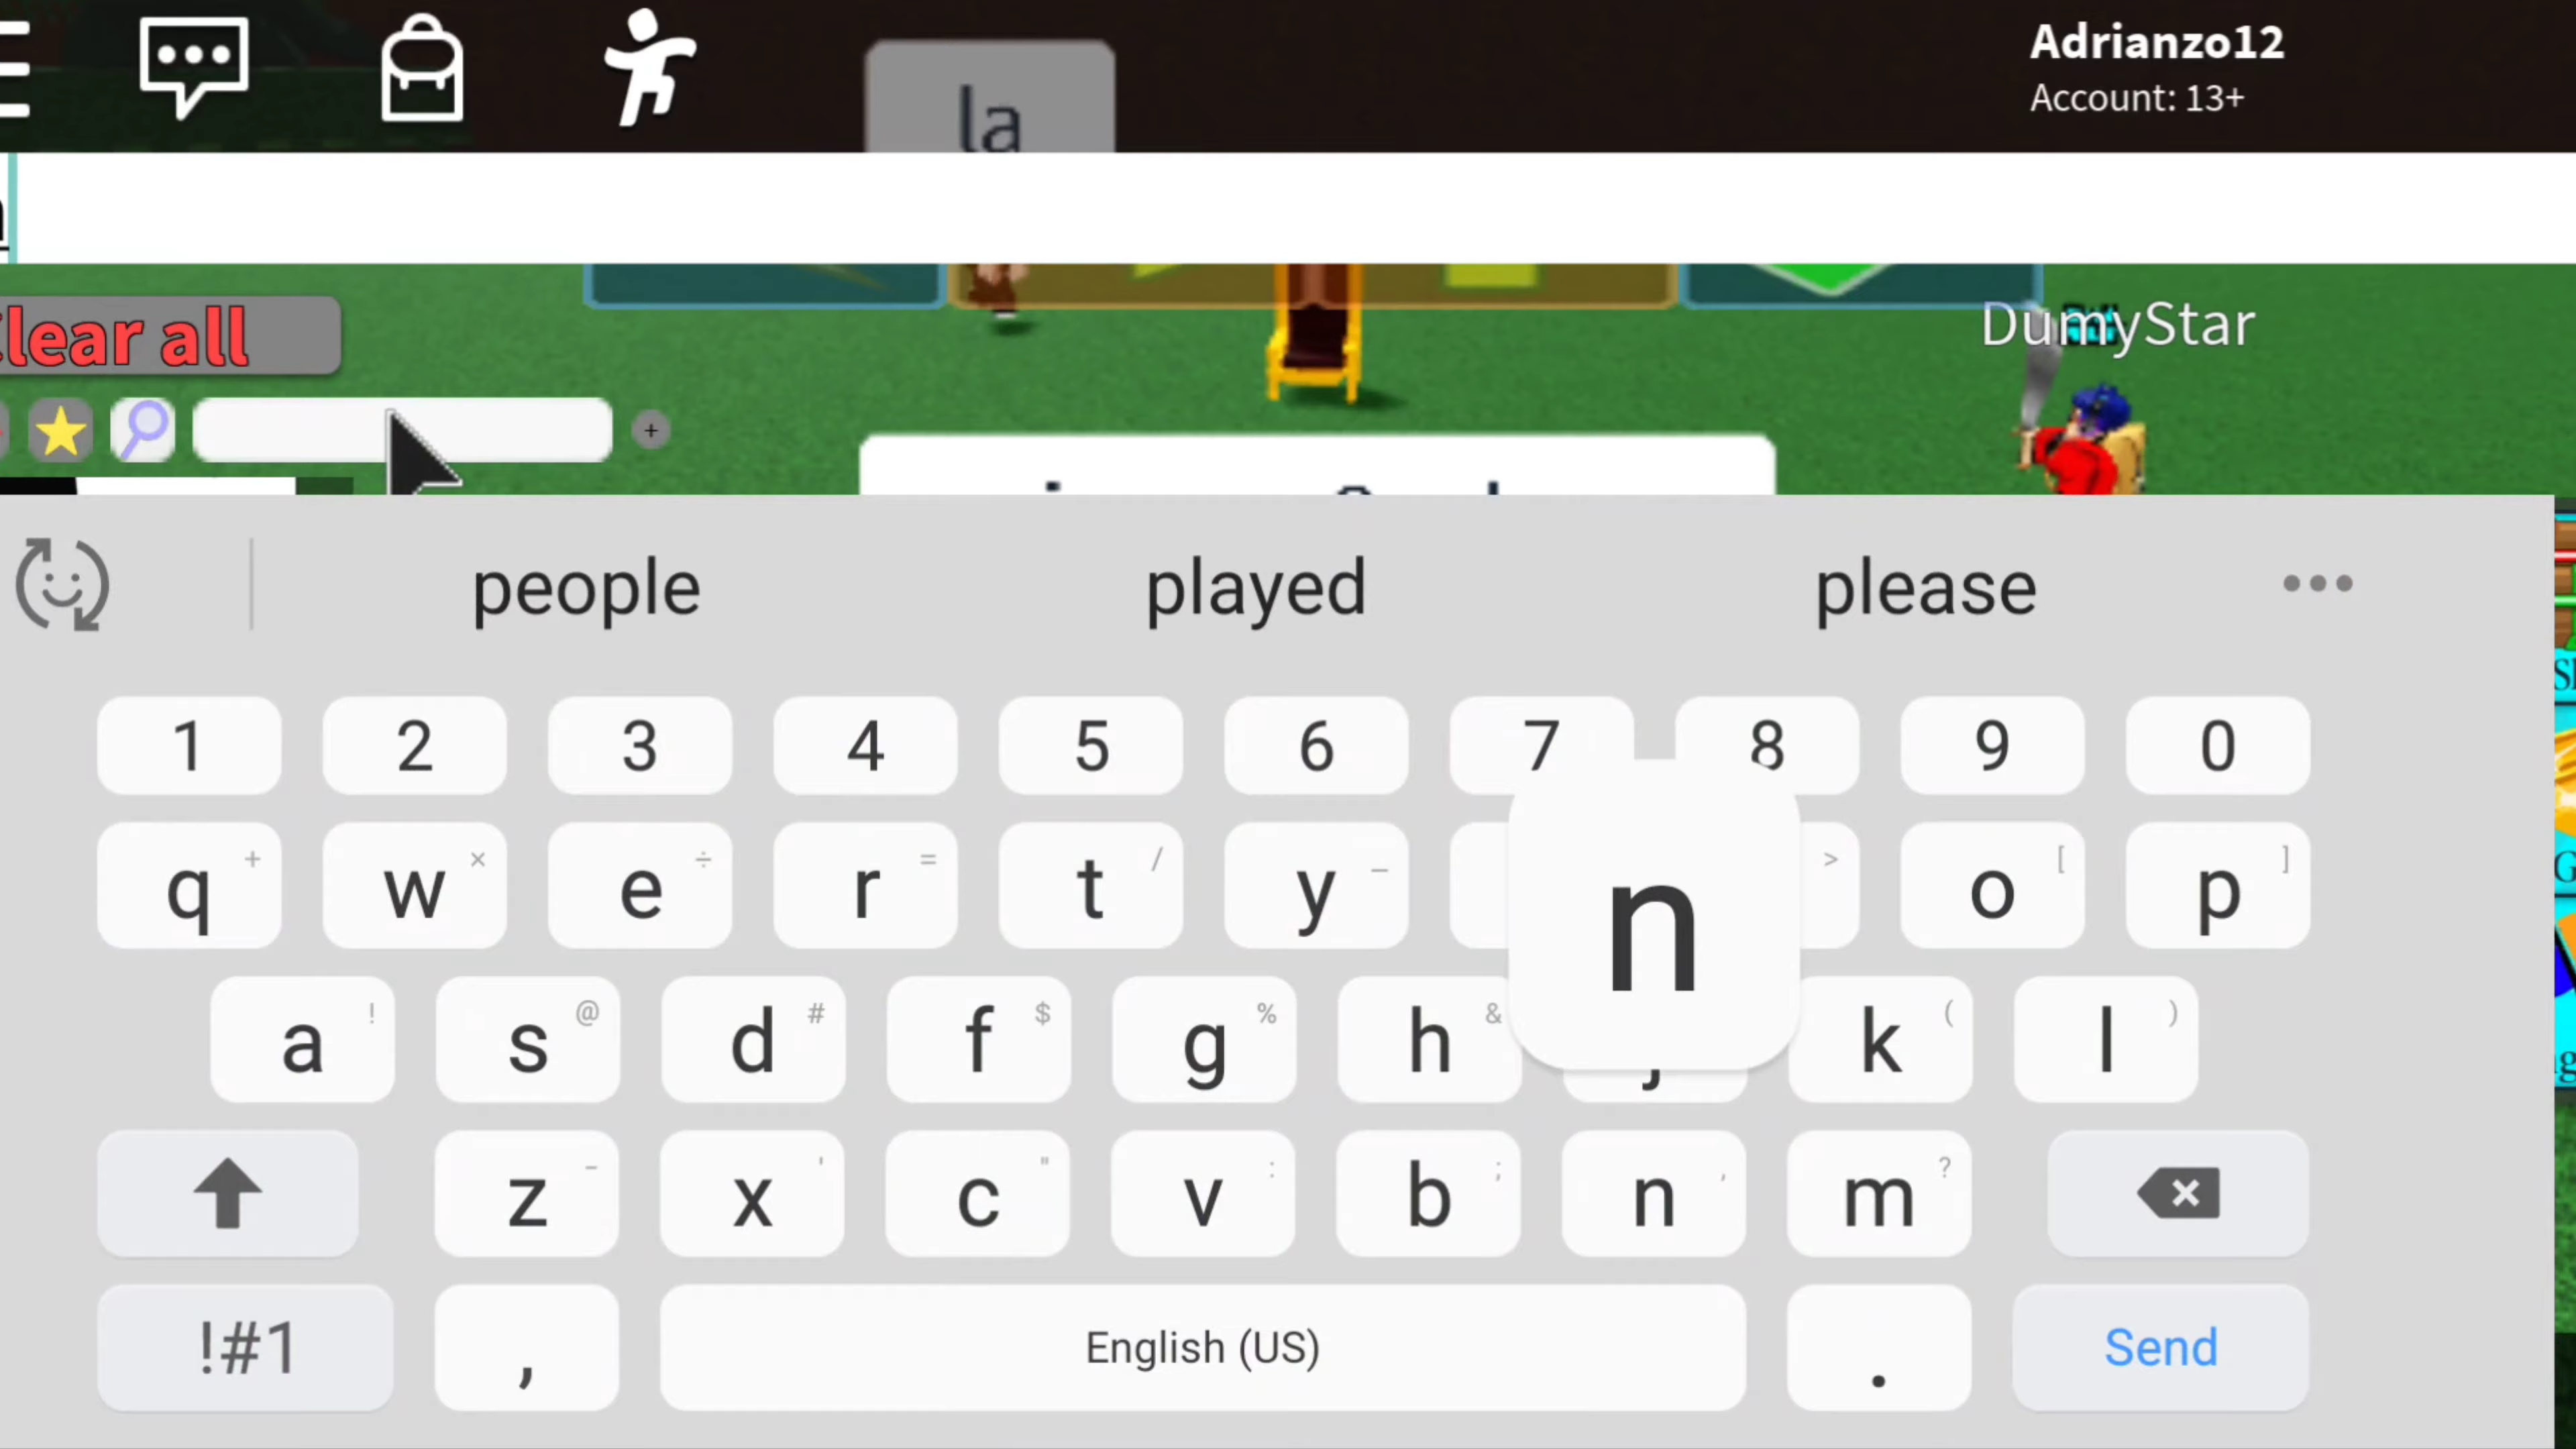 Adrianzo12
Account: 13+
la
Clear all
DumyStar
+
people played please
1 2 3 4 5 6 7 8 9 0
q + w × e ÷ r = t / y – > o [ p ]
n
a ! s @ d # f $ g % h & j k ( l )
z - x ' c " v : b ; n , m ?
!#1 , English (US) . Send